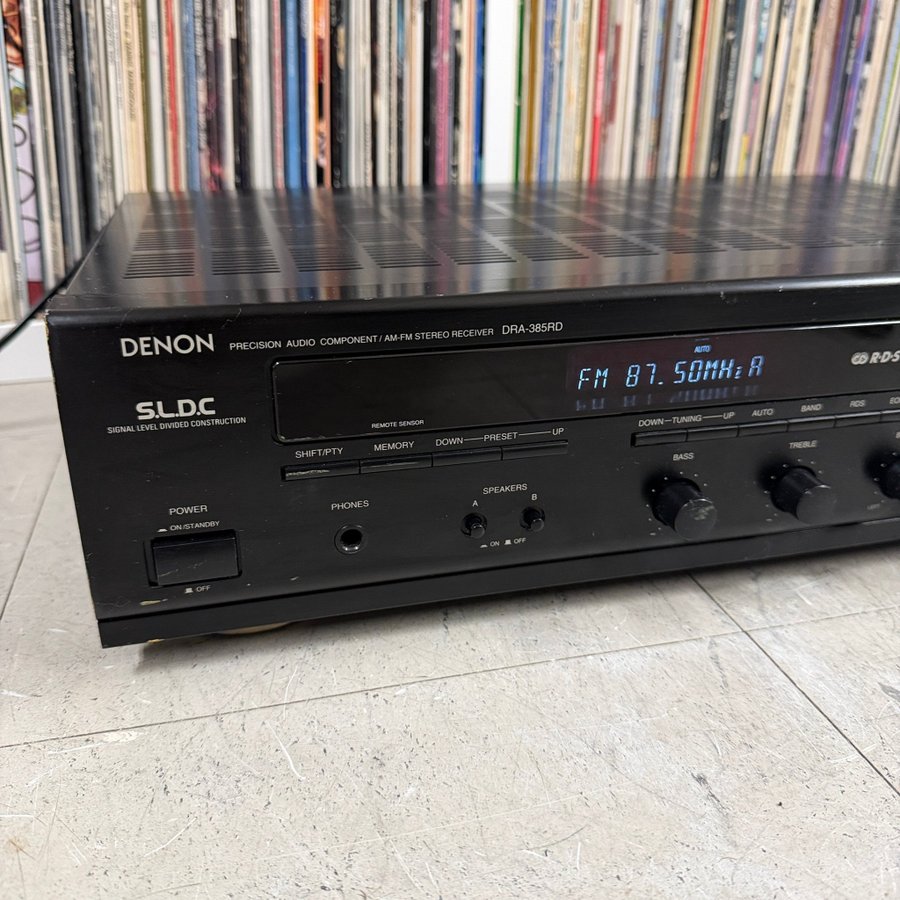 DENON PRECISION AUDIO COMPONENT / AM-FM STEREO RECEIVER DRA-385RD
AUTO
FM 87.50MHz A
R·D·S
S.L.D.C
SIGNAL LEVEL DIVIDED CONSTRUCTION
REMOTE SENSOR
SHIFT/PTY MEMORY DOWN PRESET UP
DOWN TUNING UP AUTO BAND RDS
BASS TREBLE
POWER
ON/STANDBY
OFF
PHONES
SPEAKERS
A B
ON OFF
LEFT